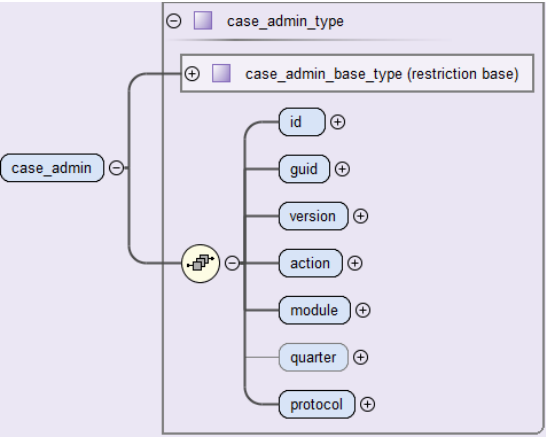 case_admin_type
case_admin_base_type (restriction base)
id
guid
case_admin
version
action
module
quarter
protocol